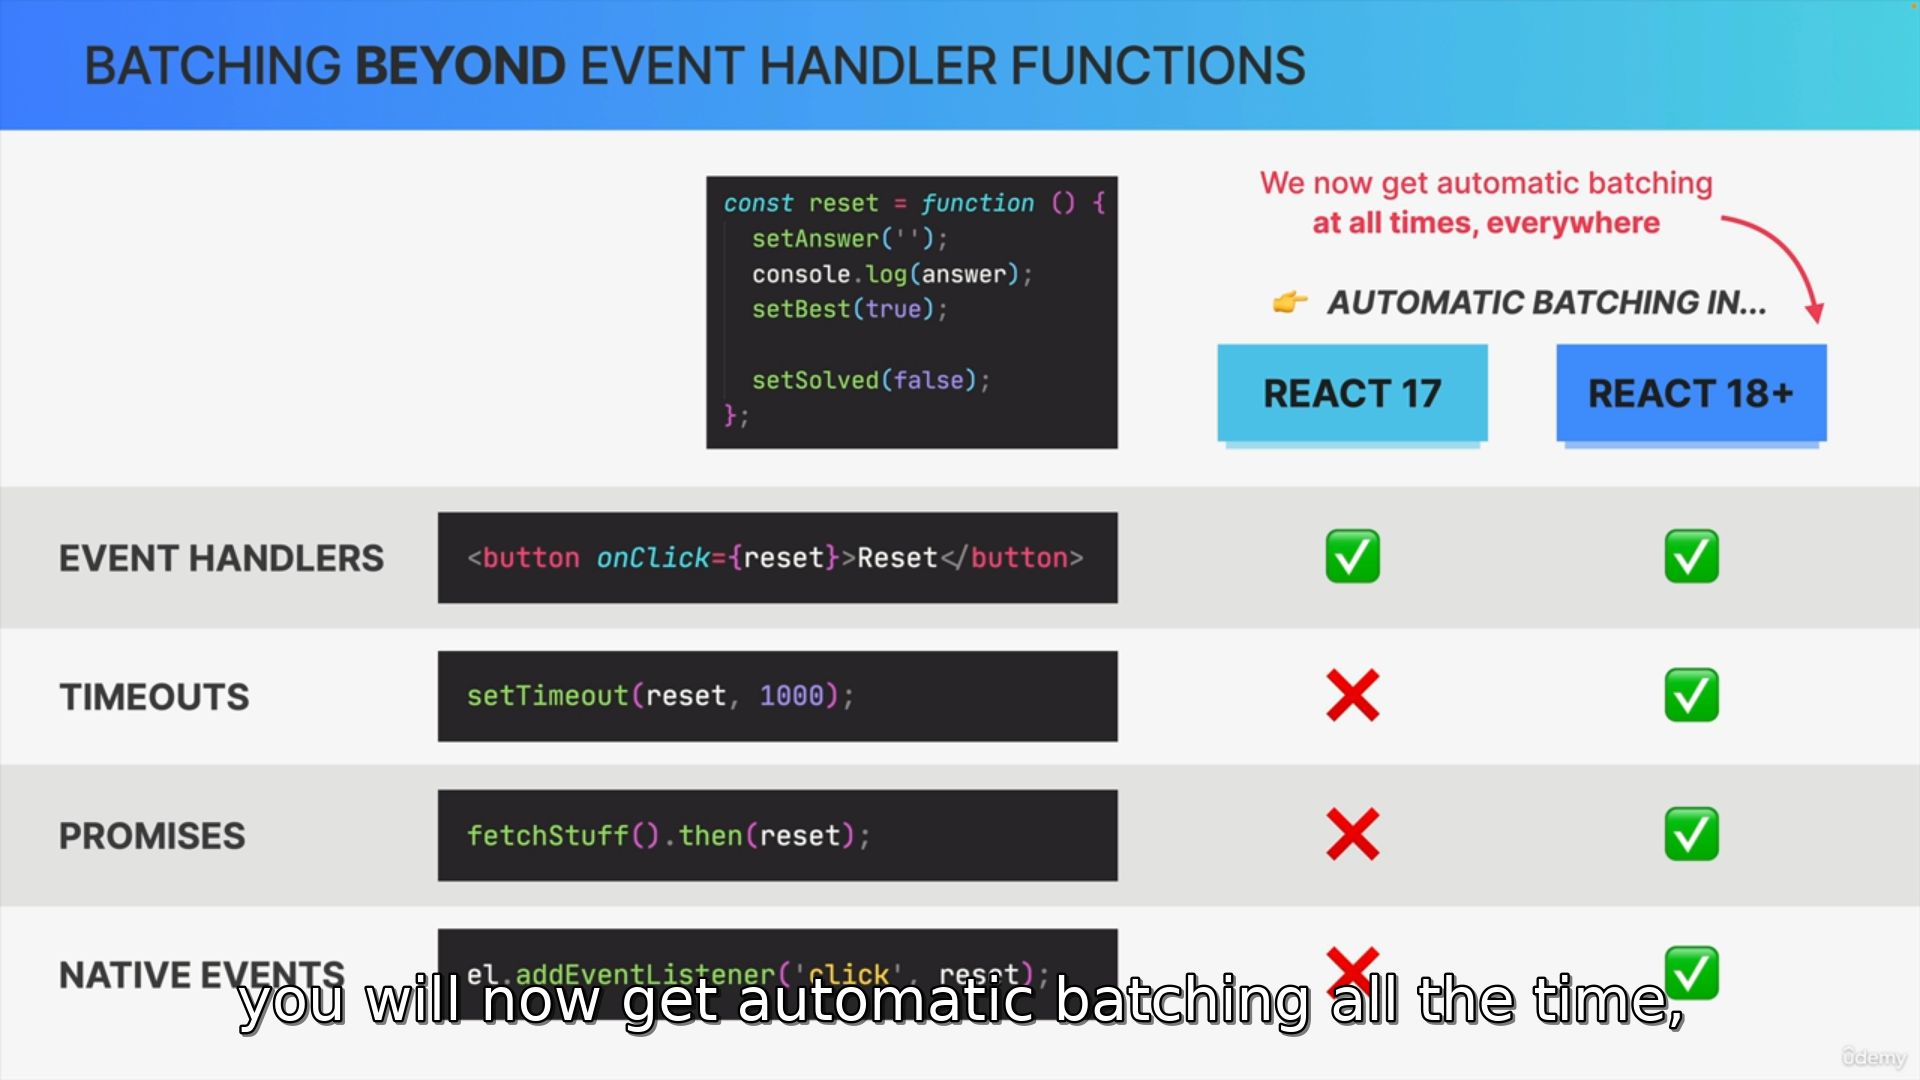 BATCHING BEYOND EVENT HANDLER FUNCTIONS
const reset = function () {
setAnswer('');
console.log(answer);
setBest(true);
setSolved(false);
};
We now get automatic batching
at all times, everywhere
👉 AUTOMATIC BATCHING IN...
REACT 17
REACT 18+
EVENT HANDLERS
<button onClick={reset}>Reset</button>
TIMEOUTS
setTimeout(reset, 1000);
PROMISES
fetchStuff().then(reset);
NATIVE EVENTS
el.addEventListener('click', reset);
you will now get automatic batching all the time,
ûdemy